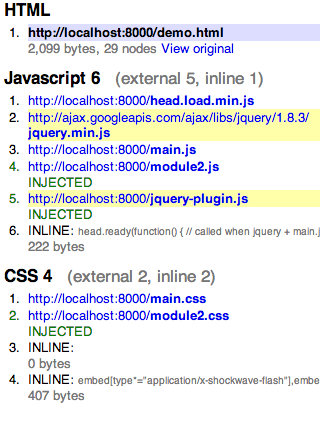 HTML
1. http://localhost:8000/demo.html
2,099 bytes, 29 nodes View original
Javascript 6 (external 5, inline 1)
1. http://localhost:8000/head.load.min.js
2. http://ajax.googleapis.com/ajax/libs/jquery/1.8.3/
jquery.min.js
3. http://localhost:8000/main.js
4. http://localhost:8000/module2.js
INJECTED
5. http://localhost:8000/jquery-plugin.js
INJECTED
6. INLINE: head.ready(function() { // called when jquery + main.j
222 bytes
CSS 4 (external 2, inline 2)
1. http://localhost:8000/main.css
2. http://localhost:8000/module2.css
INJECTED
3. INLINE:
0 bytes
4. INLINE: embed[type*="application/x-shockwave-flash"],embed
407 bytes